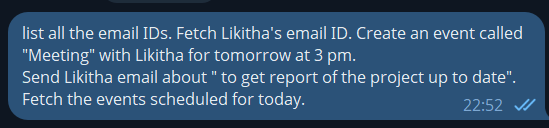 list all the email IDs. Fetch Likitha's email ID. Create an event called
"Meeting" with Likitha for tomorrow at 3 pm.
Send Likitha email about " to get report of the project up to date".
Fetch the events scheduled for today.
22:52